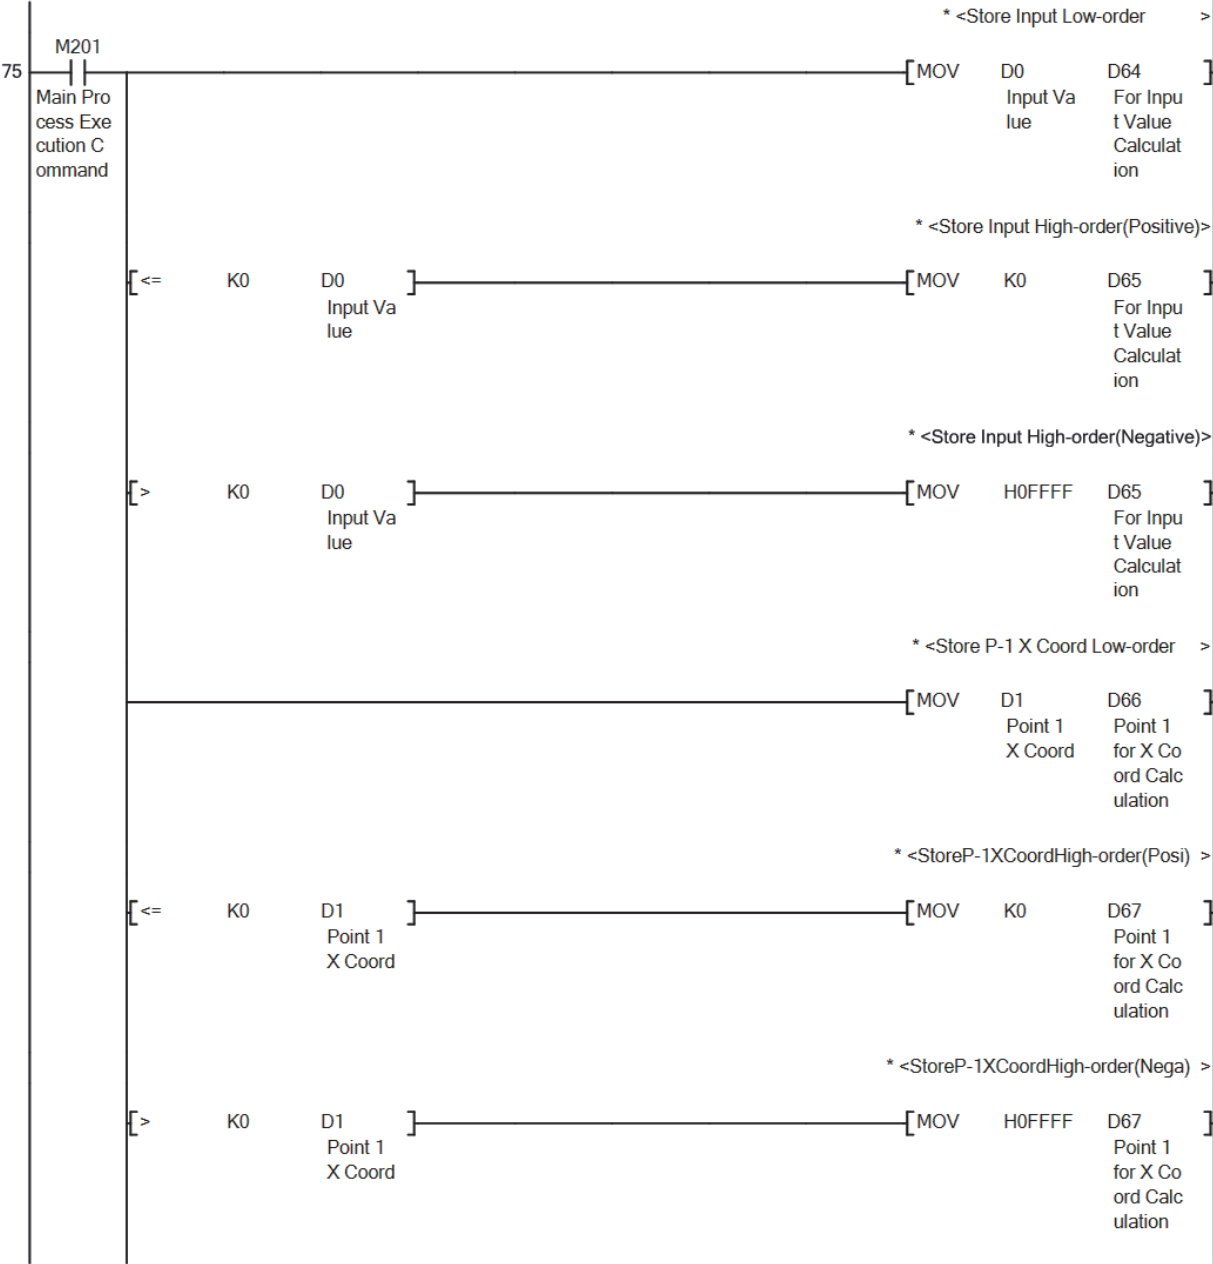 * <Store Input Low-order >
M201
75 MOV D0 D64
Main Pro Input Va For Inpu
cess Exe lue t Value
cution C Calculat
ommand ion
* <Store Input High-order(Positive)>
<= K0 D0 MOV K0 D65
Input Va For Inpu
lue t Value
Calculat
ion
* <Store Input High-order(Negative)>
> K0 D0 MOV H0FFFF D65
Input Va For Inpu
lue t Value
Calculat
ion
* <Store P-1 X Coord Low-order >
MOV D1 D66
Point 1 Point 1
X Coord for X Co
ord Calc
ulation
* <StoreP-1XCoordHigh-order(Posi) >
<= K0 D1 MOV K0 D67
Point 1 Point 1
X Coord for X Co
ord Calc
ulation
* <StoreP-1XCoordHigh-order(Nega) >
> K0 D1 MOV H0FFFF D67
Point 1 Point 1
X Coord for X Co
ord Calc
ulation